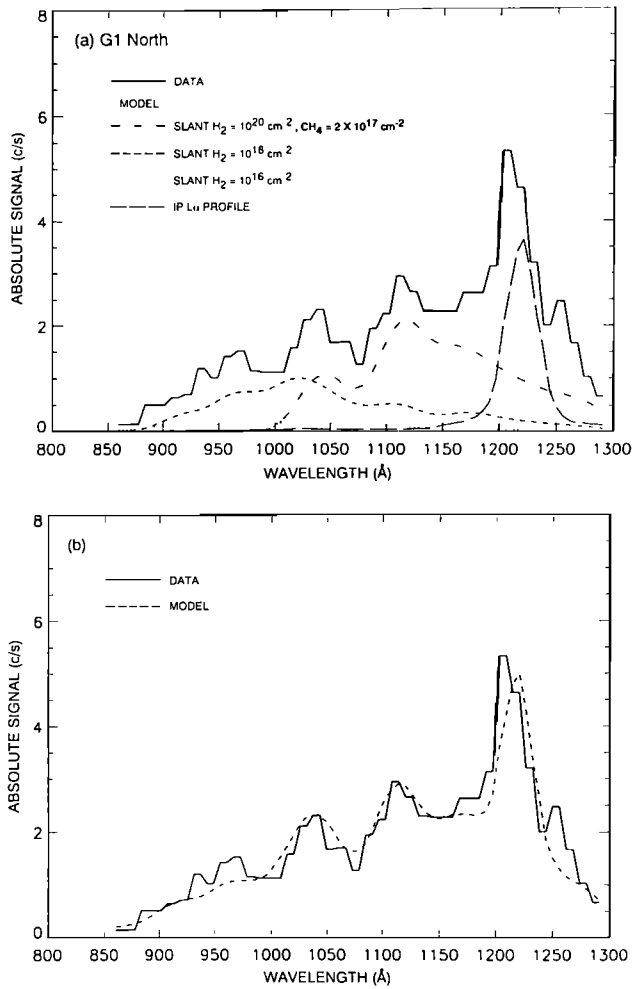 8
(a) G1 North
DATA
MODEL
6
SLANT H2 = 10^20 cm^2, CH4 = 2 X 10^17 cm^-2
SLANT H2 = 10^18 cm^2
SLANT H2 = 10^16 cm^2
IP Lα PROFILE
4
2
0
ABSOLUTE SIGNAL (c/s)
800 850 900 950 1000 1050 1100 1150 1200 1250 1300
WAVELENGTH (Å)
8
(b)
DATA
MODEL
6
4
2
0
ABSOLUTE SIGNAL (c/s)
800 850 900 950 1000 1050 1100 1150 1200 1250 1300
WAVELENGTH (Å)